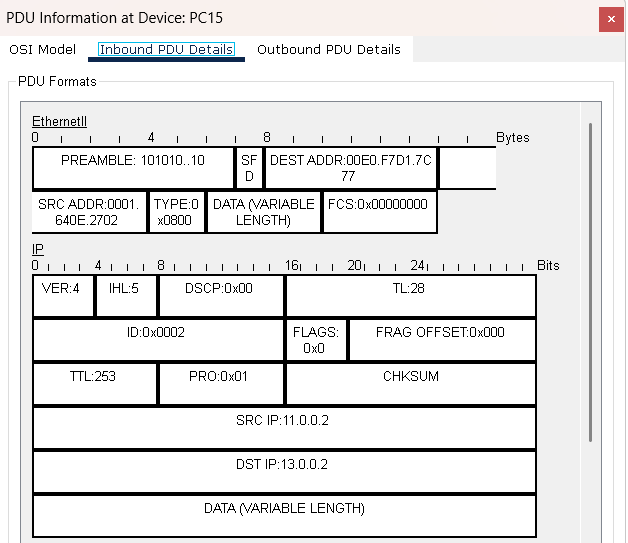 PDU Information at Device: PC15
×
OSI Model Inbound PDU Details Outbound PDU Details
PDU Formats
EthernetII
0 4 8 Bytes
PREAMBLE: 101010..10
SF
D
DEST ADDR:00E0.F7D1.7C
77
SRC ADDR:0001.
640E.2702
TYPE:0
x0800
DATA (VARIABLE
LENGTH)
FCS:0x00000000
IP
0 4 8 16 20 24 Bits
VER:4 IHL:5 DSCP:0x00 TL:28
ID:0x0002
FLAGS:
0x0
FRAG OFFSET:0x000
TTL:253 PRO:0x01 CHKSUM
SRC IP:11.0.0.2
DST IP:13.0.0.2
DATA (VARIABLE LENGTH)